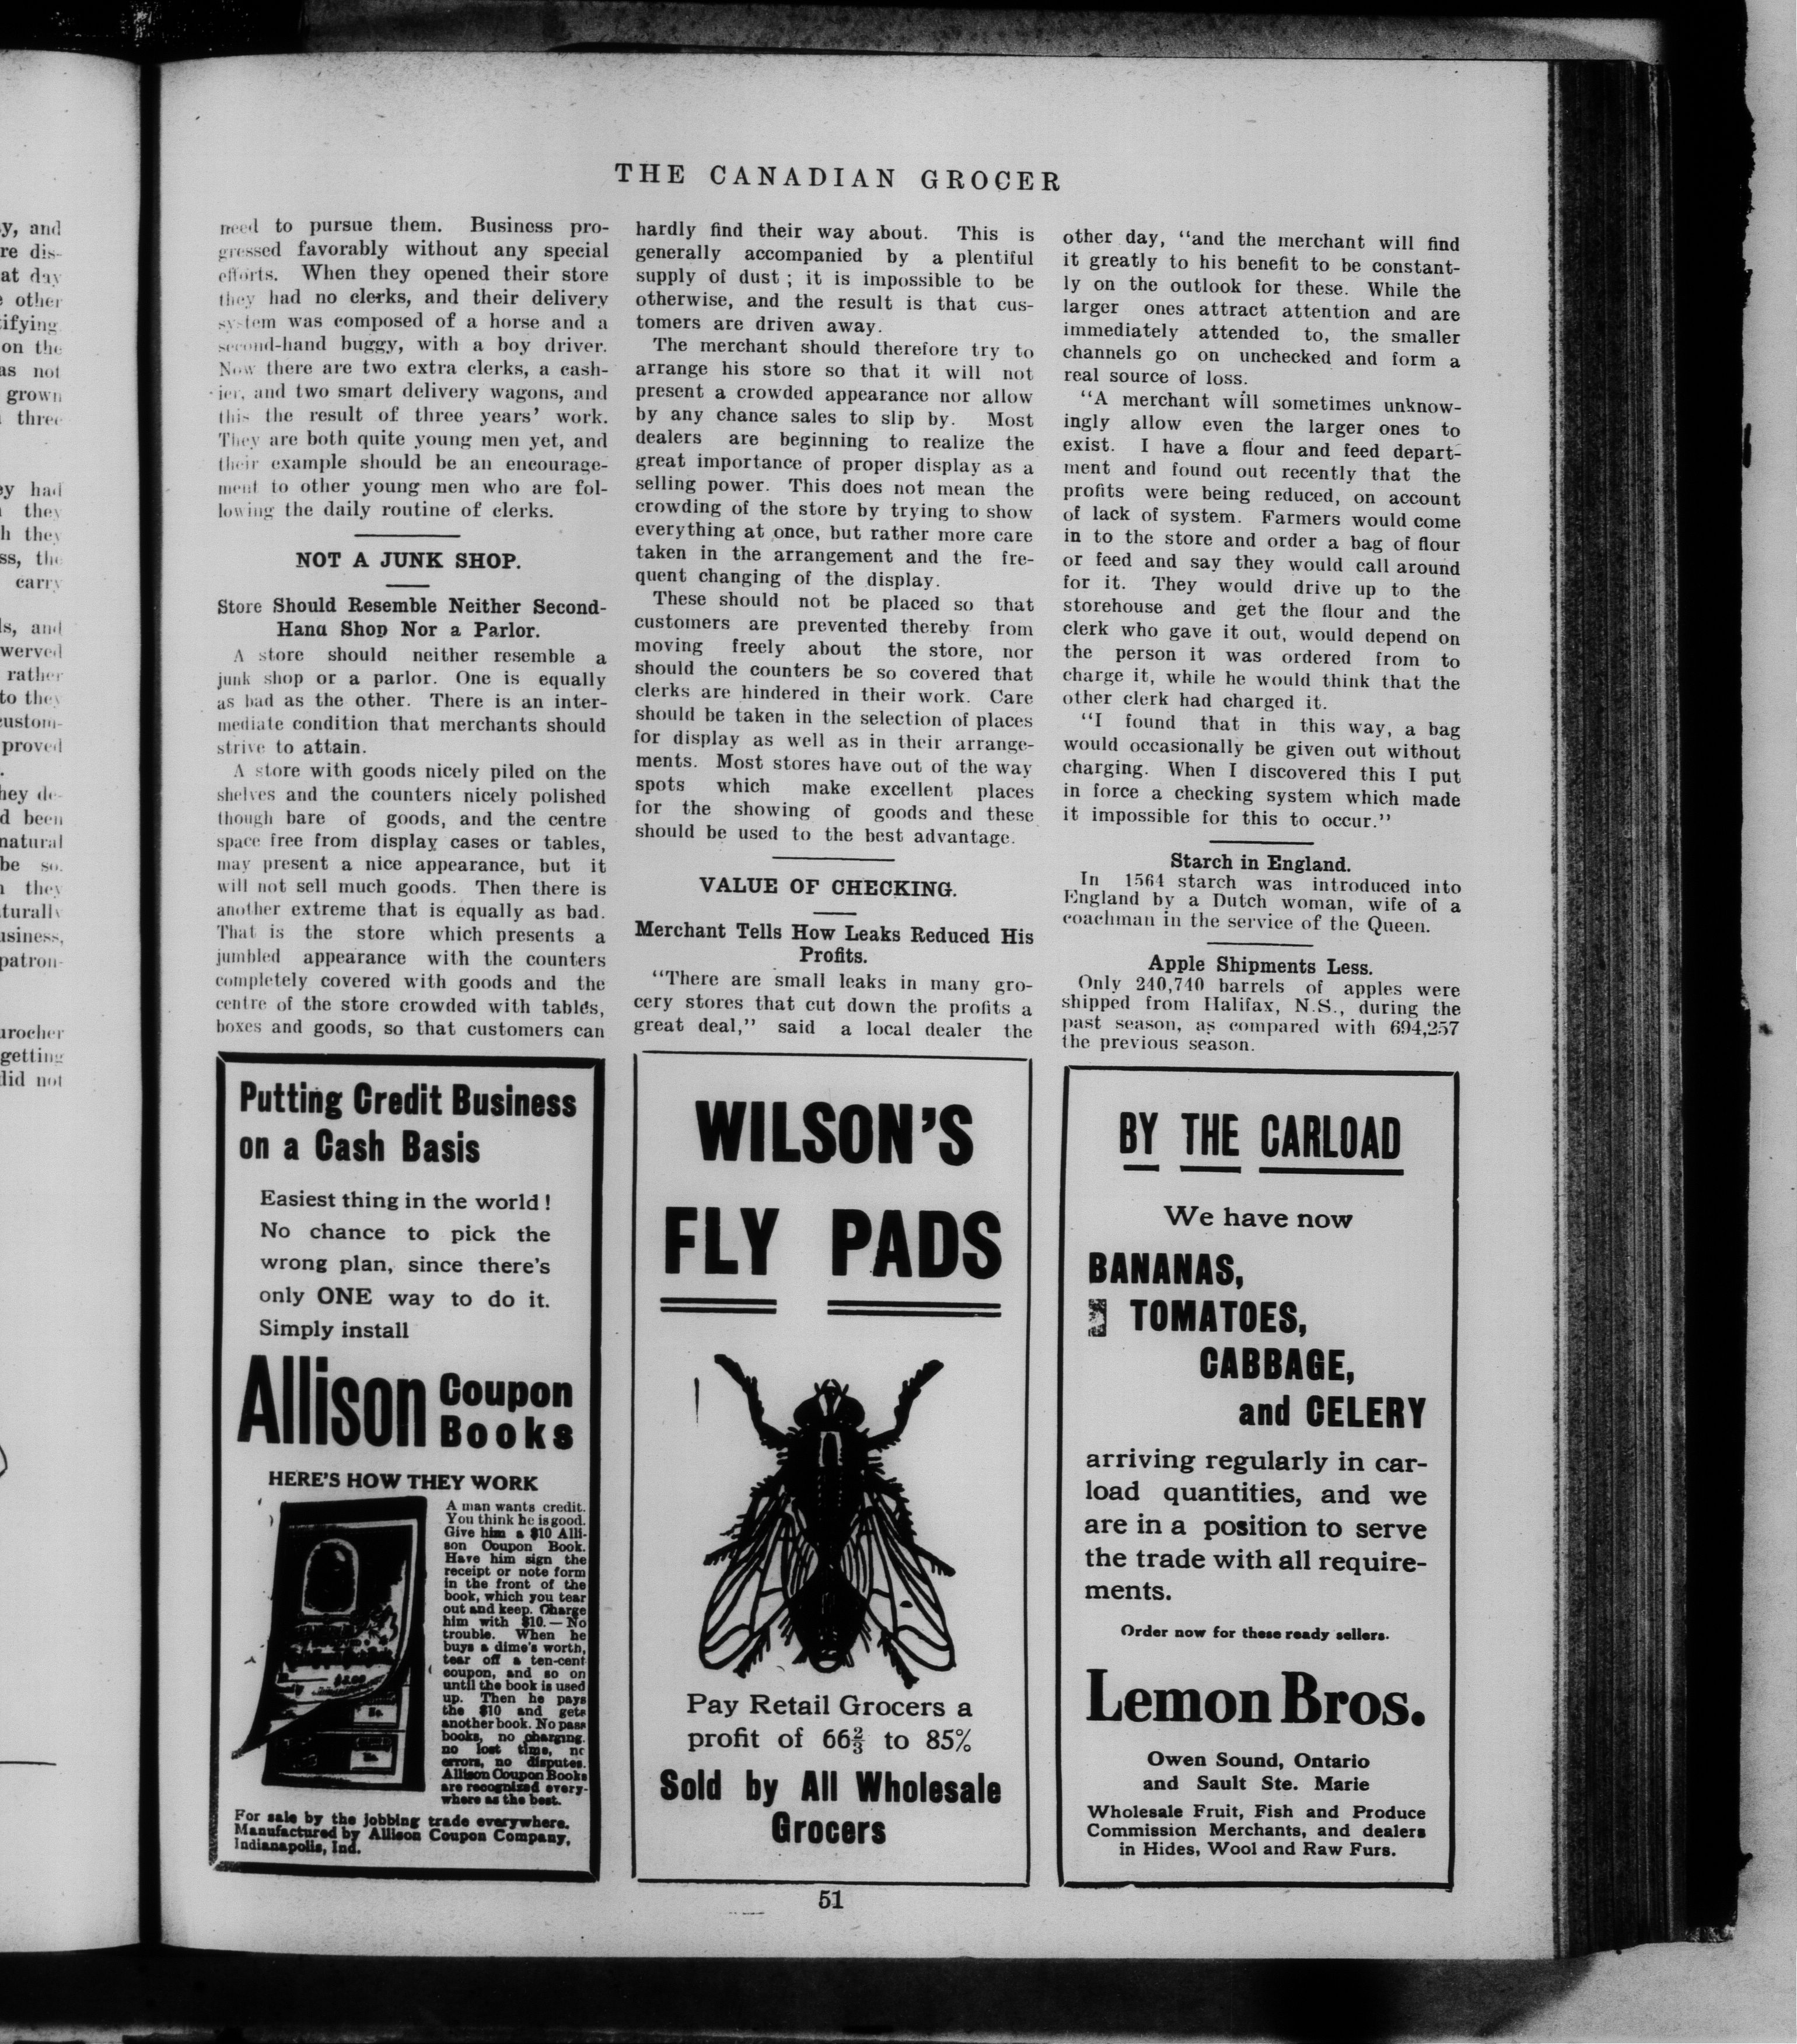 THE CANADIAN GROCER
y, and
re dis-
at day
other
tifying
on the
as not
grown
three
ey had
they
h they
ss, the
carry
ls, and
werved
rather
to they
custom-
proved
hey de-
d been
natural
be so.
they
turally
usiness,
patron-
urocher
getting
did not
need to pursue them. Business pro-
gressed favorably without any special
efforts. When they opened their store
they had no clerks, and their delivery
system was composed of a horse and a
second-hand buggy, with a boy driver.
Now there are two extra clerks, a cash-
ier, and two smart delivery wagons, and
this the result of three years' work.
They are both quite young men yet, and
their example should be an encourage-
ment to other young men who are fol-
lowing the daily routine of clerks.
NOT A JUNK SHOP.
Store Should Resemble Neither Second-
Hand Shop Nor a Parlor.
A store should neither resemble a
junk shop or a parlor. One is equally
as bad as the other. There is an inter-
mediate condition that merchants should
strive to attain.
A store with goods nicely piled on the
shelves and the counters nicely polished
though bare of goods, and the centre
space free from display cases or tables,
may present a nice appearance, but it
will not sell much goods. Then there is
another extreme that is equally as bad.
That is the store which presents a
jumbled appearance with the counters
completely covered with goods and the
centre of the store crowded with tables,
boxes and goods, so that customers can
hardly find their way about. This is
generally accompanied by a plentiful
supply of dust ; it is impossible to be
otherwise, and the result is that cus-
tomers are driven away.
The merchant should therefore try to
arrange his store so that it will not
present a crowded appearance nor allow
by any chance sales to slip by. Most
dealers are beginning to realize the
great importance of proper display as a
selling power. This does not mean the
crowding of the store by trying to show
everything at once, but rather more care
taken in the arrangement and the fre-
quent changing of the display.
These should not be placed so that
customers are prevented thereby from
moving freely about the store, nor
should the counters be so covered that
clerks are hindered in their work. Care
should be taken in the selection of places
for display as well as in their arrange-
ments. Most stores have out of the way
spots which make excellent places
for the showing of goods and these
should be used to the best advantage.
VALUE OF CHECKING.
Merchant Tells How Leaks Reduced His
Profits.
"There are small leaks in many gro-
cery stores that cut down the profits a
great deal," said a local dealer the
other day, "and the merchant will find
it greatly to his benefit to be constant-
ly on the outlook for these. While the
larger ones attract attention and are
immediately attended to, the smaller
channels go on unchecked and form a
real source of loss.
"A merchant will sometimes unknow-
ingly allow even the larger ones to
exist. I have a flour and feed depart-
ment and found out recently that the
profits were being reduced, on account
of lack of system. Farmers would come
in to the store and order a bag of flour
or feed and say they would call around
for it. They would drive up to the
storehouse and get the flour and the
clerk who gave it out, would depend on
the person it was ordered from to
charge it, while he would think that the
other clerk had charged it.
"I found that in this way, a bag
would occasionally be given out without
charging. When I discovered this I put
in force a checking system which made
it impossible for this to occur."
Starch in England.
In 1564 starch was introduced into
England by a Dutch woman, wife of a
coachman in the service of the Queen.
Apple Shipments Less.
Only 240,740 barrels of apples were
shipped from Halifax, N.S., during the
past season, as compared with 694,257
the previous season.
Putting Credit Business
on a Cash Basis
Easiest thing in the world !
No chance to pick the
wrong plan, since there's
only ONE way to do it.
Simply install
Allison Coupon
Books
HERE'S HOW THEY WORK
A man wants credit.
You think he is good.
Give him a $10 Alli-
son Coupon Book.
Have him sign the
receipt or note form
in the front of the
book, which you tear
out and keep. Charge
him with $10.—No
trouble. When he
buys a dime's worth,
tear off a ten-cent
coupon, and so on
until the book is used
up. Then he pays
the $10 and gets
another book. No pass
books, no charging.
no lost time, no
errors, no disputes.
Allison Coupon Books
are recognized every-
where as the best.
For sale by the jobbing trade everywhere.
Manufactured by Allison Coupon Company,
Indianapolis, Ind.
WILSON'S
FLY PADS
Pay Retail Grocers a
profit of 66⅔ to 85%
Sold by All Wholesale
Grocers
BY THE CARLOAD
We have now
BANANAS,
TOMATOES,
CABBAGE,
and CELERY
arriving regularly in car-
load quantities, and we
are in a position to serve
the trade with all require-
ments.
Order now for these ready sellers.
Lemon Bros.
Owen Sound, Ontario
and Sault Ste. Marie
Wholesale Fruit, Fish and Produce
Commission Merchants, and dealers
in Hides, Wool and Raw Furs.
51